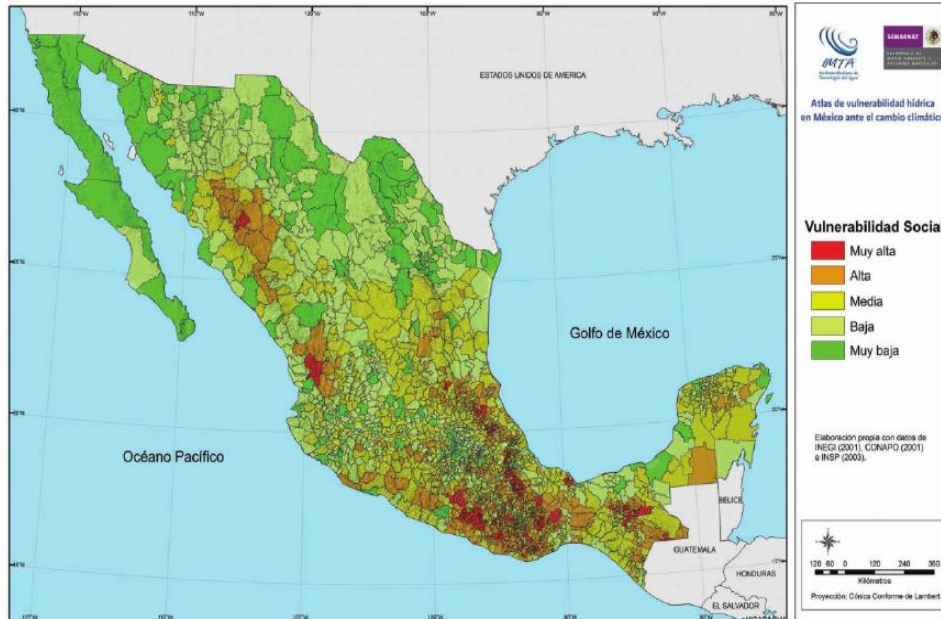 ESTADOS UNIDOS DE AMERICA
Golfo de México
Océano Pacífico
BELICE
GUATEMALA
HONDURAS
EL SALVADOR
IMTA
SEMARNAT
Atlas de vulnerabilidad hídrica
en México ante el cambio climático
Vulnerabilidad Social
Muy alta
Alta
Media
Baja
Muy baja
Elaboración propia con datos de
INEGI (2001), CONAPO (2001)
e INSP (2003).
120 60 0 120 240 360
Kilómetros
Proyección: Cónica Conforme de Lambert